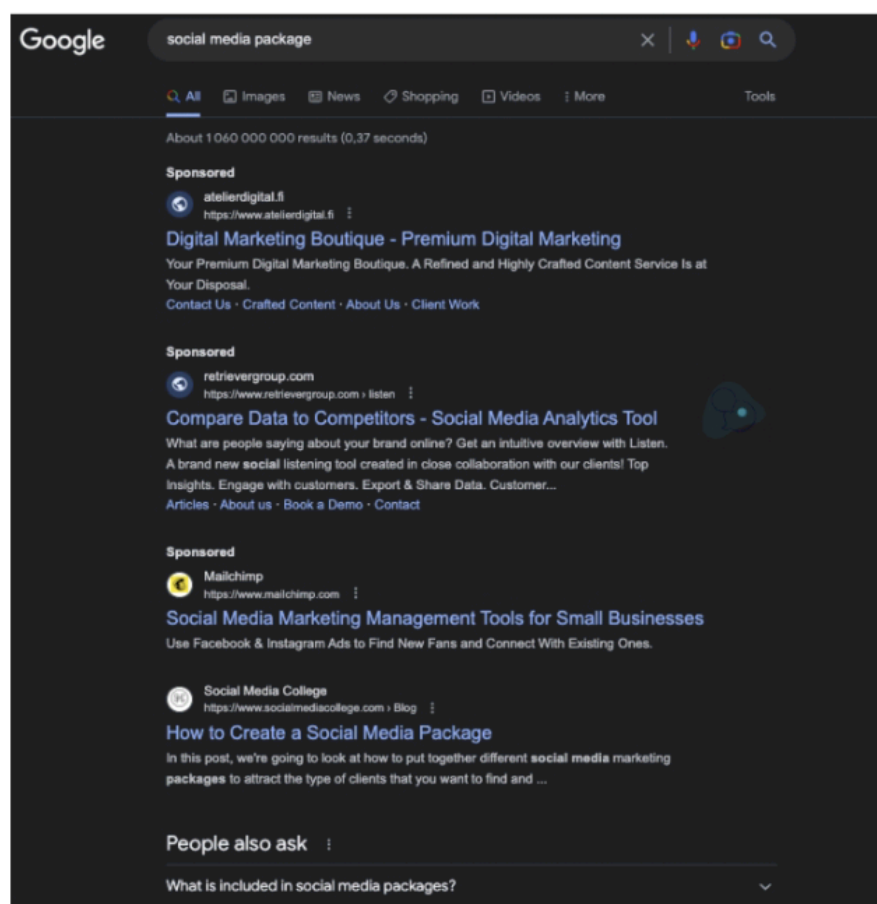 Google
social media package
All Images News Shopping Videos More Tools
About 1 060 000 000 results (0,37 seconds)
Sponsored
atelierdigital.fi
https://www.atelierdigital.fi
Digital Marketing Boutique - Premium Digital Marketing
Your Premium Digital Marketing Boutique. A Refined and Highly Crafted Content Service Is at
Your Disposal.
Contact Us · Crafted Content · About Us · Client Work
Sponsored
retrievergroup.com
https://www.retrievergroup.com › listen
Compare Data to Competitors - Social Media Analytics Tool
What are people saying about your brand online? Get an intuitive overview with Listen.
A brand new social listening tool created in close collaboration with our clients! Top
Insights. Engage with customers. Export & Share Data. Customer...
Articles · About us · Book a Demo · Contact
Sponsored
Mailchimp
https://www.mailchimp.com
Social Media Marketing Management Tools for Small Businesses
Use Facebook & Instagram Ads to Find New Fans and Connect With Existing Ones.
Social Media College
https://www.socialmediacollege.com › Blog
How to Create a Social Media Package
In this post, we're going to look at how to put together different social media marketing
packages to attract the type of clients that you want to find and ...
People also ask
What is included in social media packages?